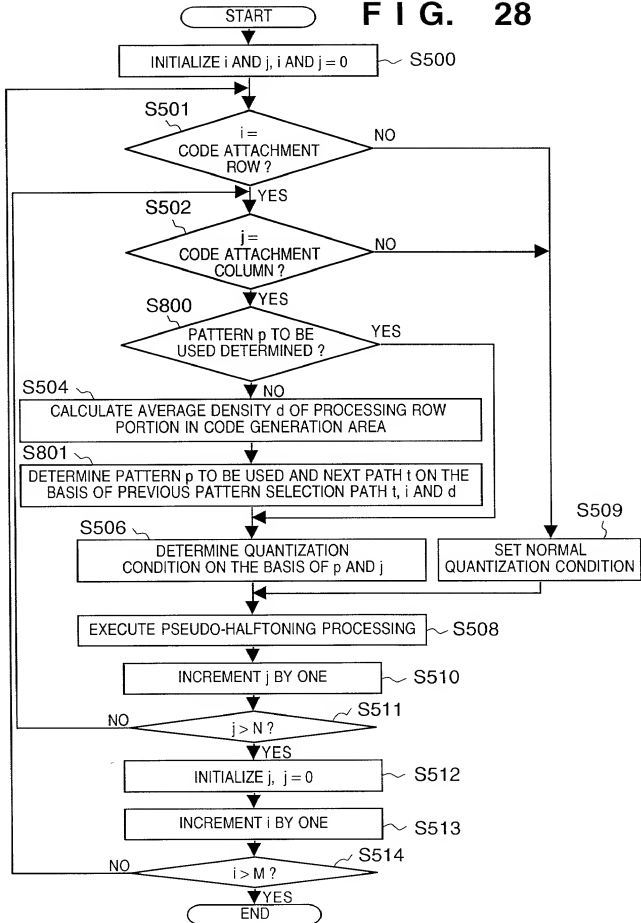 START
FIG. 28
INITIALIZE i AND j, i AND j = 0
S500
S501
i =
CODE ATTACHMENT
ROW ?
NO
YES
S502
j =
CODE ATTACHMENT
COLUMN ?
NO
YES
S800
PATTERN p TO BE
USED DETERMINED ?
YES
NO
S504
CALCULATE AVERAGE DENSITY d OF PROCESSING ROW
PORTION IN CODE GENERATION AREA
S801
DETERMINE PATTERN p TO BE USED AND NEXT PATH t ON THE
BASIS OF PREVIOUS PATTERN SELECTION PATH t, i AND d
S506
DETERMINE QUANTIZATION
CONDITION ON THE BASIS OF p AND j
S509
SET NORMAL
QUANTIZATION CONDITION
EXECUTE PSEUDO-HALFTONING PROCESSING
S508
INCREMENT j BY ONE
S510
S511
NO
j > N ?
YES
INITIALIZE j, j = 0
S512
INCREMENT i BY ONE
S513
S514
NO
i > M ?
YES
END